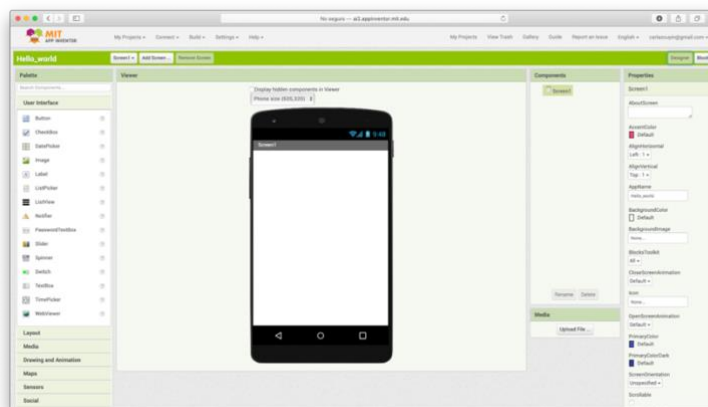 No seguro — ai2.appinventor.mit.edu
MIT
APP INVENTOR
My Projects Connect Build Settings Help
My Projects View Trash Gallery Guide Report an Issue English
Hello_world
Screen1 Add Screen ... Remove Screen
Designer
Palette
Search Components...
User Interface
Button
CheckBox
DatePicker
Image
Label
ListPicker
ListView
Notifier
PasswordTextBox
Slider
Spinner
Switch
TextBox
TimePicker
WebViewer
Layout
Media
Drawing and Animation
Maps
Sensors
Social
Viewer
Display hidden components in Viewer
Phone size (505,320)
9:48
Screen1
Components
Screen1
Rename Delete
Media
Upload File ...
Properties
Screen1
AboutScreen
AccentColor
Default
AlignHorizontal
Left : 1
AlignVertical
Top : 1
AppName
Hello_world
BackgroundColor
Default
BackgroundImage
None...
BlocksToolkit
All
CloseScreenAnimation
Default
Icon
None...
OpenScreenAnimation
Default
PrimaryColor
Default
PrimaryColorDark
Default
ScreenOrientation
Unspecified
Scrollable